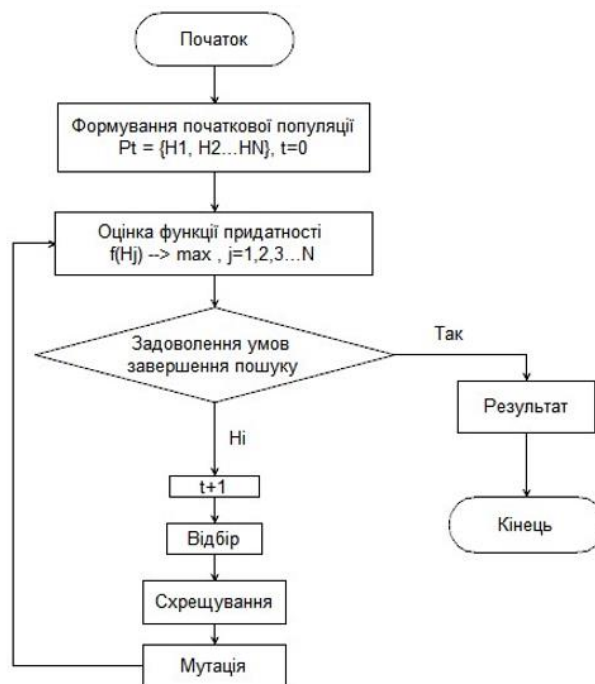 Початок
Формування початкової популяції
Pt = {H1, H2...HN}, t=0
Оцінка функції придатності
f(Hj) --> max , j=1,2,3...N
Задоволення умов
завершення пошуку
Так
Результат
Ні
t+1
Кінець
Відбір
Схрещування
Мутація